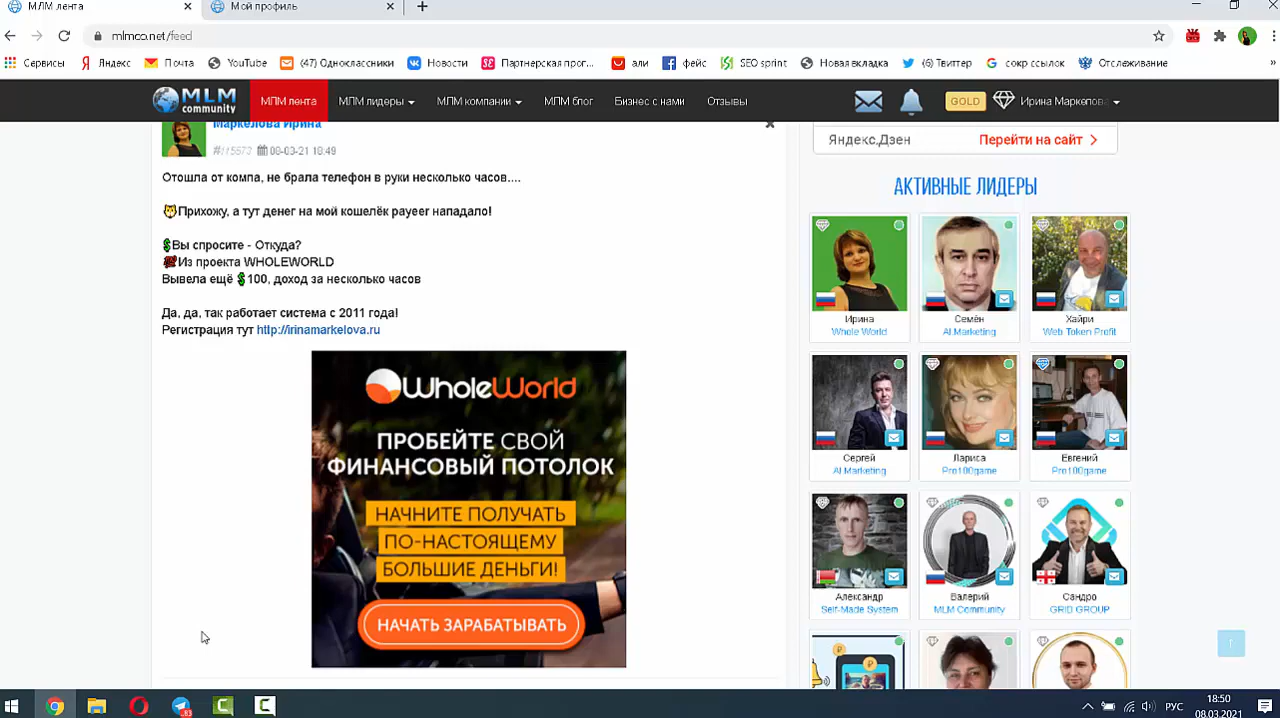 МЛМ лента
Мой профиль
mlmco.net/feed
Сервисы
Яндекс
Почта
YouTube
(47) Одноклассники
Новости
Партнерская прог...
али
фейс
SEO sprint
Новая вкладка
(6) Твиттер
сокр ссылок
Отслеживание
MLM
community
МЛМ лента
МЛМ лидеры
МЛМ компании
МЛМ блог
Бизнес с нами
Отзывы
GOLD
Ирина Маркелова
Маркелова Ирина
08-03-21 18:49
Отошла от компа, не брала телефон в руки несколько часов....
Прихожу, а тут денег на мой кошелёк payeer нападало!
Вы спросите - Откуда?
Из проекта WHOLEWORLD
Вывела ещё 100, доход за несколько часов
Да, да, так работает система с 2011 года!
Регистрация тут http://irinamarkelova.ru
WHOLEWORLD
ПРОБЕЙТЕ СВОЙ
ФИНАНСОВЫЙ ПОТОЛОК
НАЧНИТЕ ПОЛУЧАТЬ
ПО-НАСТОЯЩЕМУ
БОЛЬШИЕ ДЕНЬГИ!
НАЧАТЬ ЗАРАБАТЫВАТЬ
Яндекс.Дзен
Перейти на сайт
АКТИВНЫЕ ЛИДЕРЫ
Ирина
Whole World
Семён
AI.Marketing
Хайри
Web Token Profit
Сергей
AI.Marketing
Лариса
Pro100game
Евгений
Pro100game
Александр
Self-Made System
Валерий
MLM Community
Сандро
GRID GROUP
83
РУС
18:50
08.03.2021